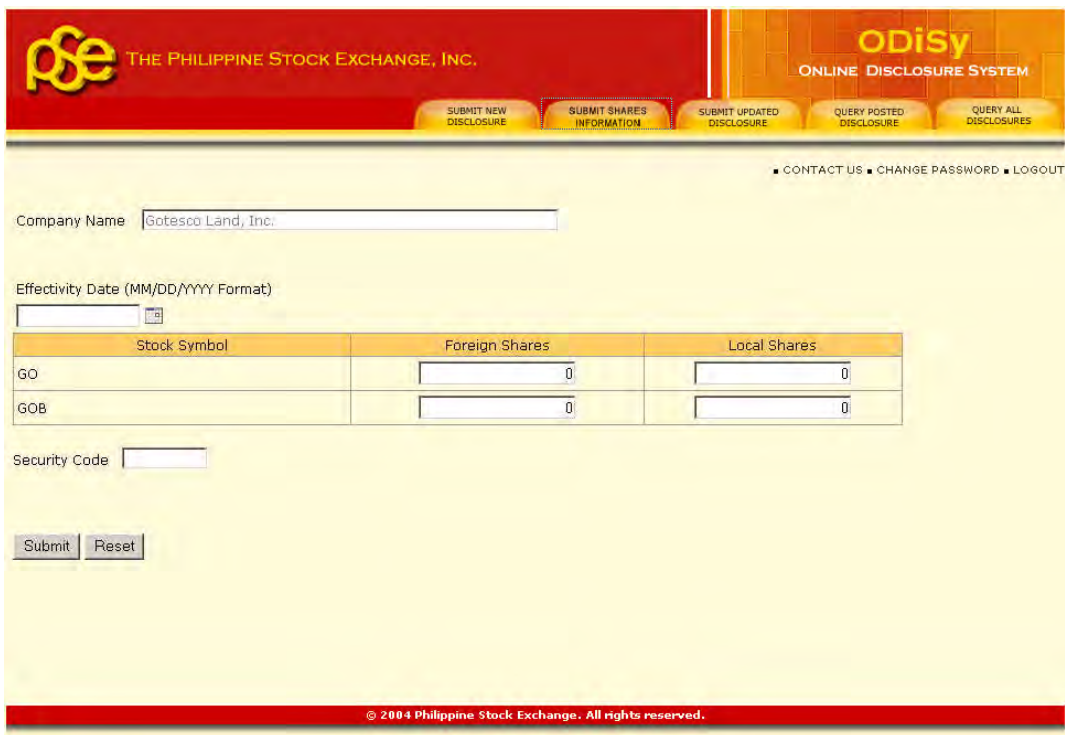 pse THE PHILIPPINE STOCK EXCHANGE, INC.
ODiSy
ONLINE DISCLOSURE SYSTEM
SUBMIT NEW DISCLOSURE
SUBMIT SHARES INFORMATION
SUBMIT UPDATED DISCLOSURE
QUERY POSTED DISCLOSURE
QUERY ALL DISCLOSURES
CONTACT US CHANGE PASSWORD LOGOUT
Company Name Gotesco Land, Inc.
Effectivity Date (MM/DD/YYYY Format)
Stock Symbol Foreign Shares Local Shares
GO 0 0
GOB 0 0
Security Code
Submit Reset
© 2004 Philippine Stock Exchange. All rights reserved.